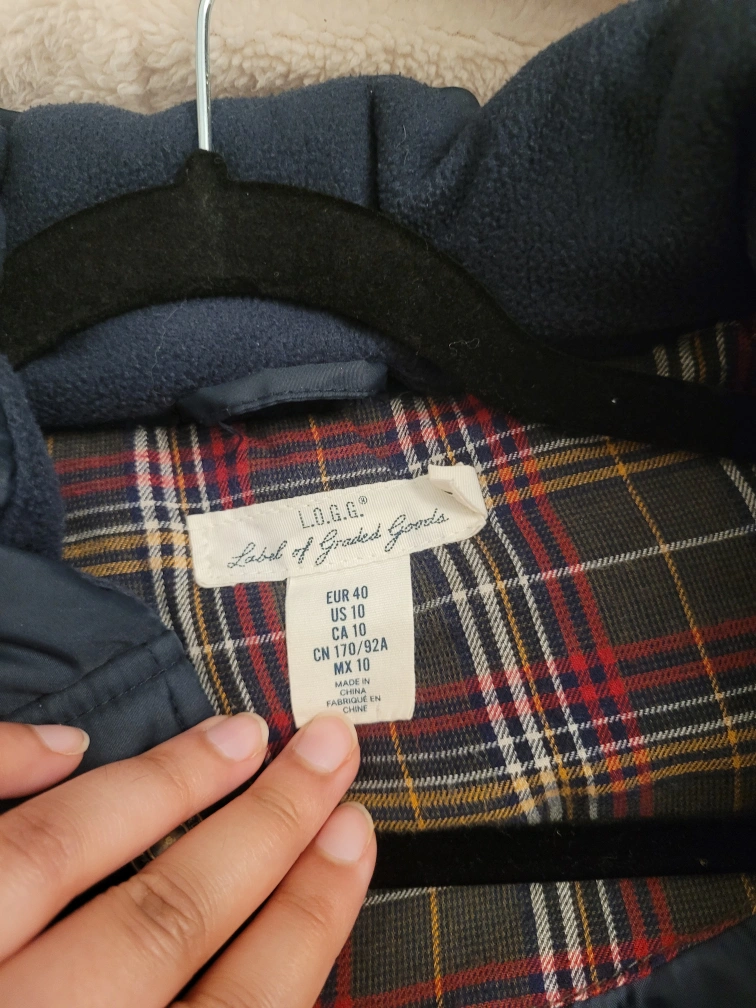 L.O.G.G.®
Label of Graded Goods
EUR 40
US 10
CA 10
CN 170/92A
MX 10
MADE IN
CHINA
FABRIQUÉ EN
CHINE